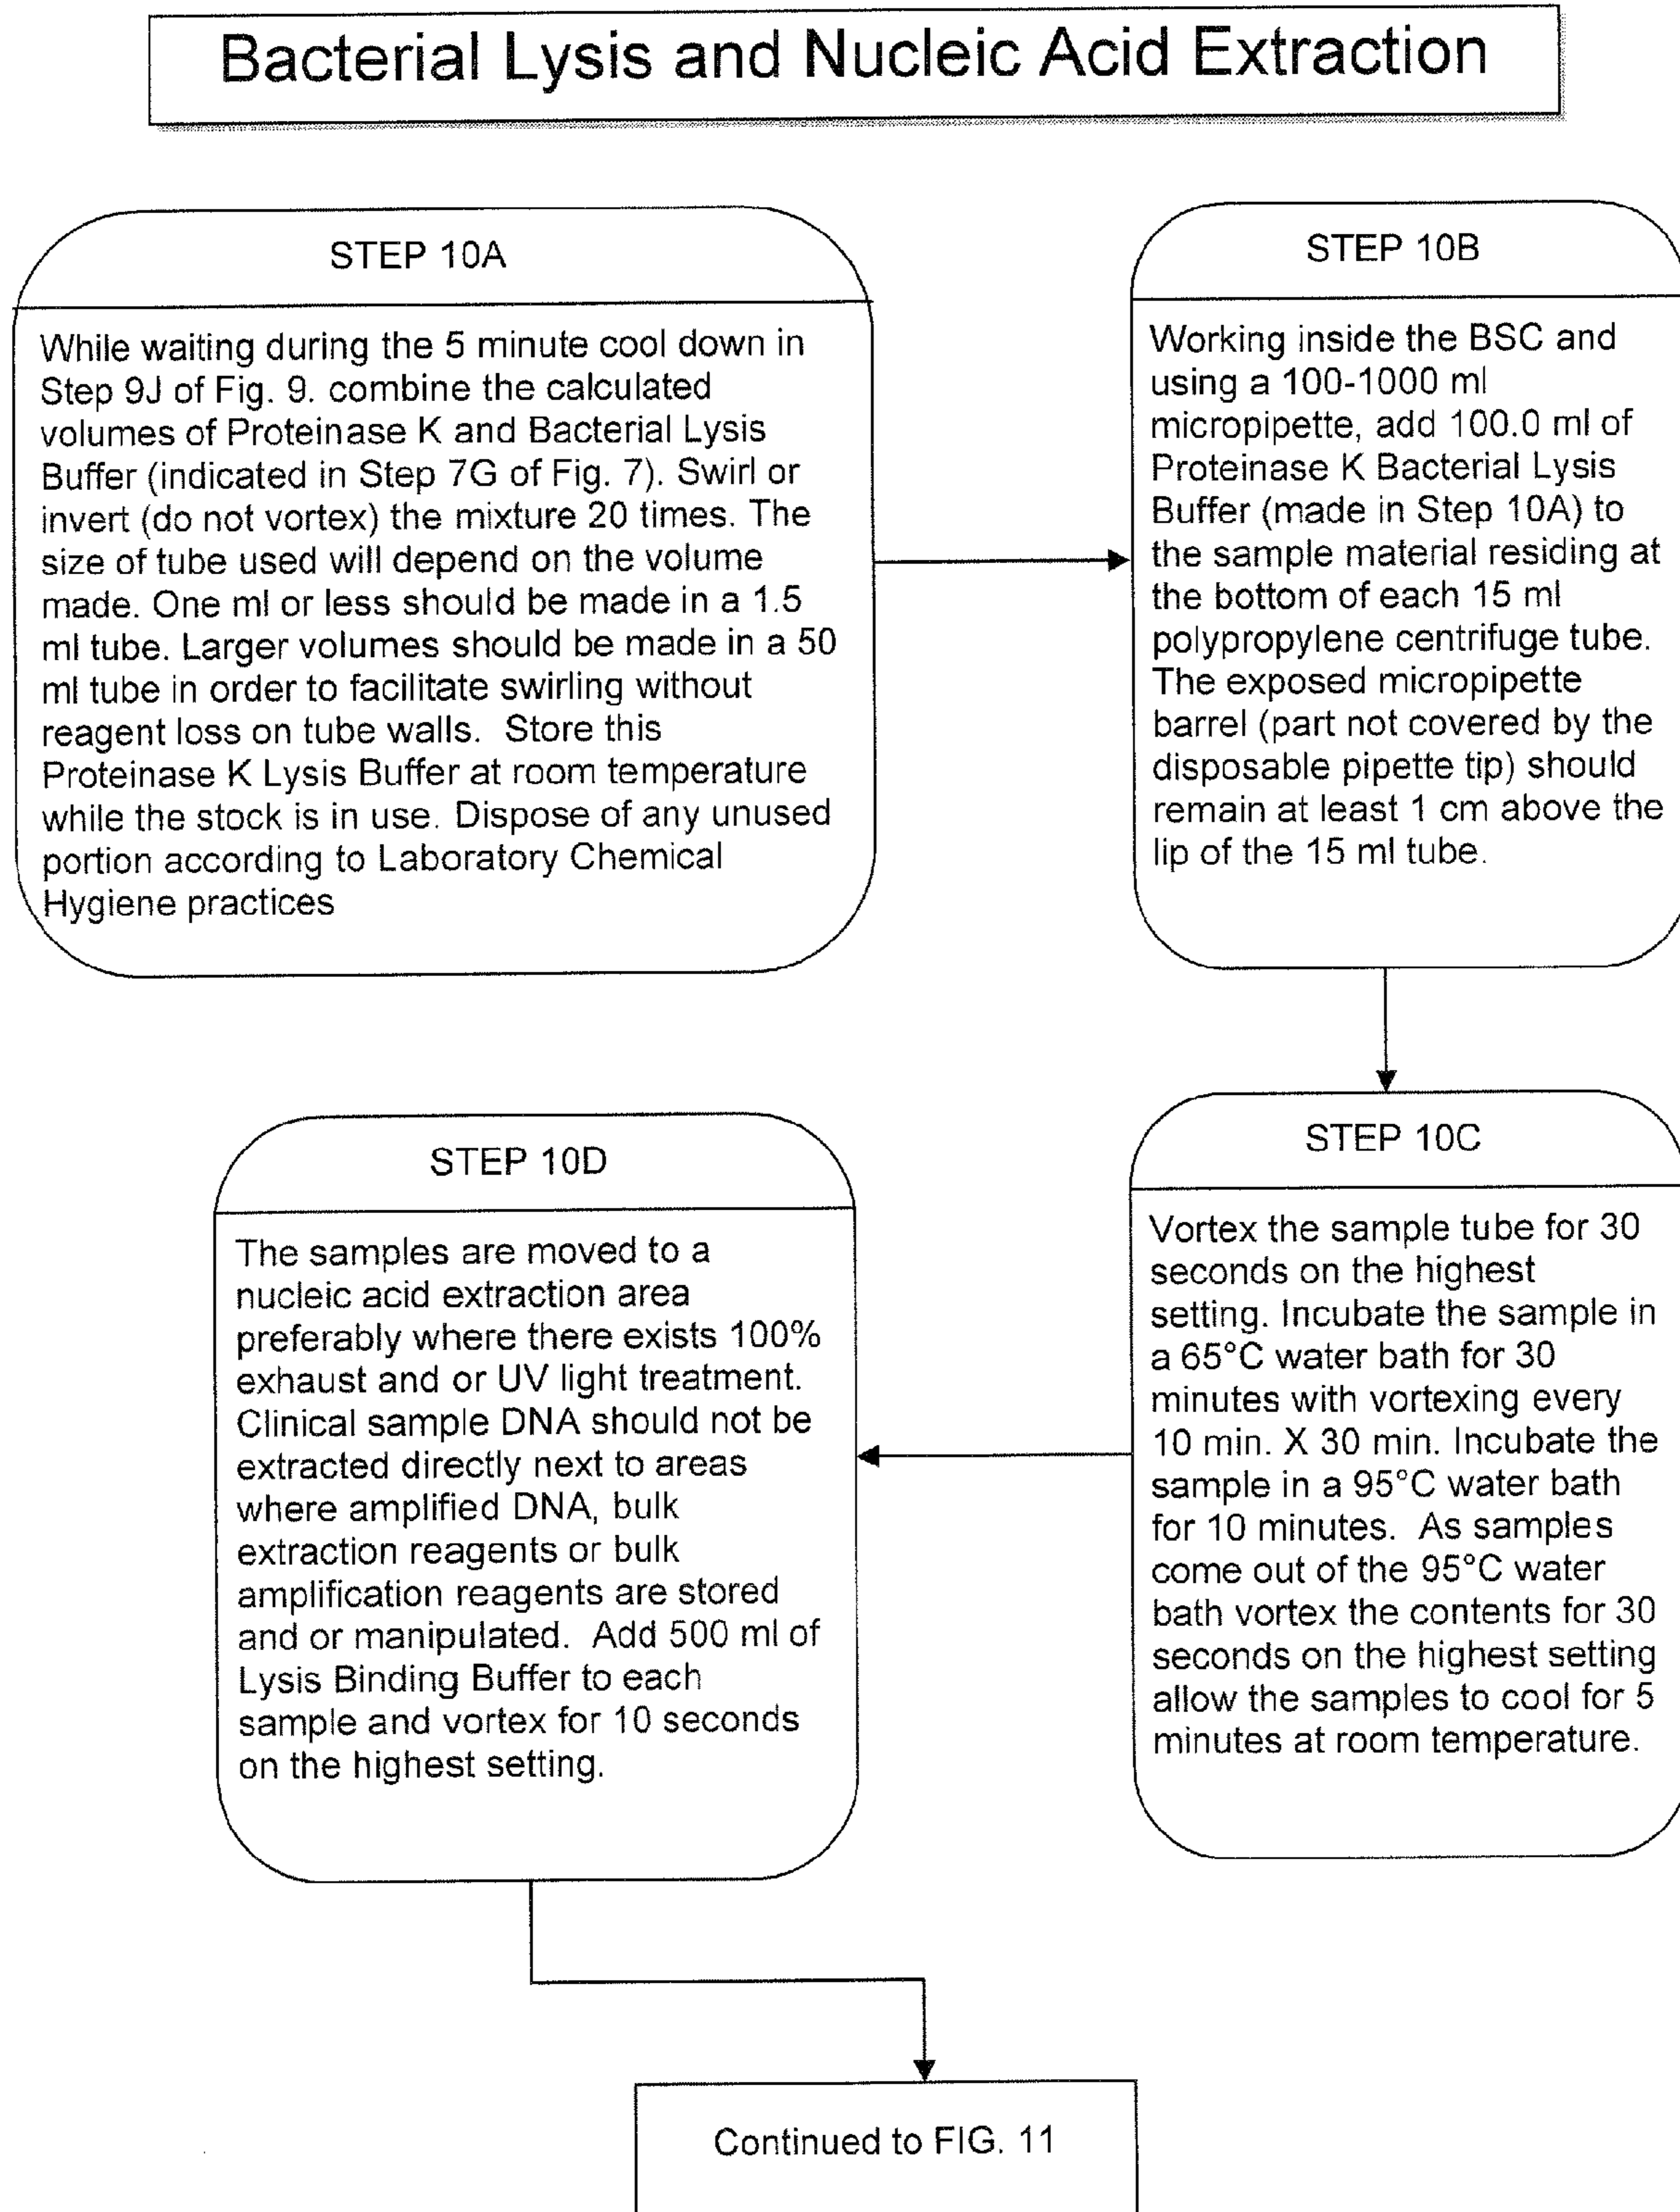 Bacterial Lysis and Nucleic Acid Extraction
STEP 10A
While waiting during the 5 minute cool down in
Step 9J of Fig. 9. combine the calculated
volumes of Proteinase K and Bacterial Lysis
Buffer (indicated in Step 7G of Fig. 7). Swirl or
invert (do not vortex) the mixture 20 times. The
size of tube used will depend on the volume
made. One ml or less should be made in a 1.5
ml tube. Larger volumes should be made in a 50
ml tube in order to facilitate swirling without
reagent loss on tube walls. Store this
Proteinase K Lysis Buffer at room temperature
while the stock is in use. Dispose of any unused
portion according to Laboratory Chemical
Hygiene practices
STEP 10B
Working inside the BSC and
using a 100-1000 ml
micropipette, add 100.0 ml of
Proteinase K Bacterial Lysis
Buffer (made in Step 10A) to
the sample material residing at
the bottom of each 15 ml
polypropylene centrifuge tube.
The exposed micropipette
barrel (part not covered by the
disposable pipette tip) should
remain at least 1 cm above the
lip of the 15 ml tube.
STEP 10C
Vortex the sample tube for 30
seconds on the highest
setting. Incubate the sample in
a 65°C water bath for 30
minutes with vortexing every
10 min. X 30 min. Incubate the
sample in a 95°C water bath
for 10 minutes. As samples
come out of the 95°C water
bath vortex the contents for 30
seconds on the highest setting
allow the samples to cool for 5
minutes at room temperature.
STEP 10D
The samples are moved to a
nucleic acid extraction area
preferably where there exists 100%
exhaust and or UV light treatment.
Clinical sample DNA should not be
extracted directly next to areas
where amplified DNA, bulk
extraction reagents or bulk
amplification reagents are stored
and or manipulated. Add 500 ml of
Lysis Binding Buffer to each
sample and vortex for 10 seconds
on the highest setting.
Continued to FIG. 11